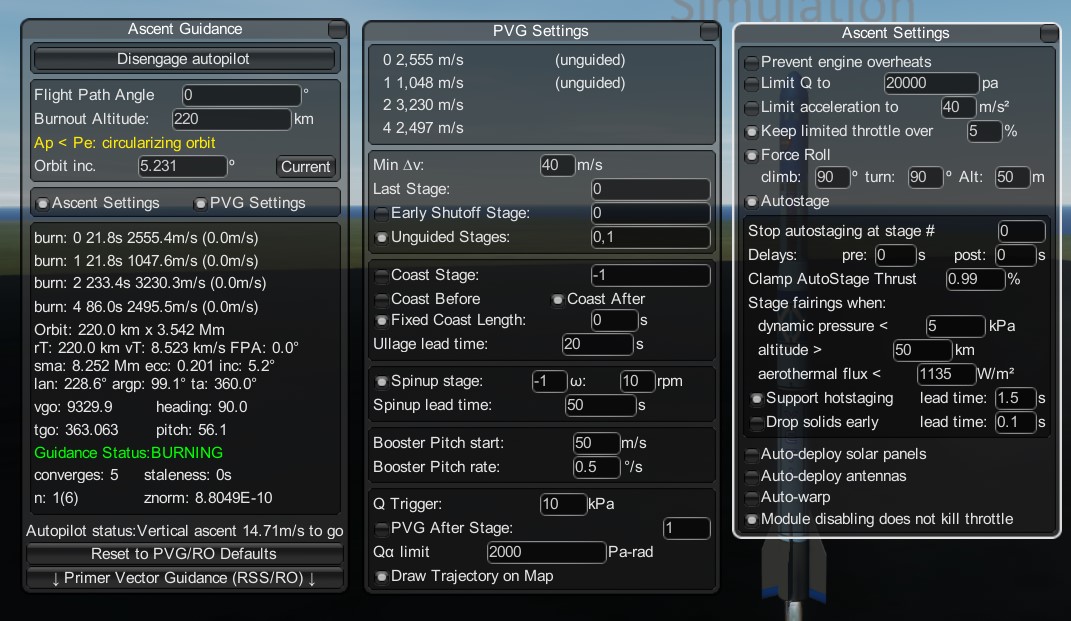 Simulation
Ascent Guidance
Disengage autopilot
Flight Path Angle 0 °
Burnout Altitude: 220 km
Ap < Pe: circularizing orbit
Orbit inc. 5.231 ° Current
Ascent Settings PVG Settings
burn: 0 21.8s 2555.4m/s (0.0m/s)
burn: 1 21.8s 1047.6m/s (0.0m/s)
burn: 2 233.4s 3230.3m/s (0.0m/s)
burn: 4 86.0s 2495.5m/s (0.0m/s)
Orbit: 220.0 km x 3.542 Mm
rT: 220.0 km vT: 8.523 km/s FPA: 0.0°
sma: 8.252 Mm ecc: 0.201 inc: 5.2°
lan: 228.6° argp: 99.1° ta: 360.0°
vgo: 9329.9 heading: 90.0
tgo: 363.063 pitch: 56.1
Guidance Status:BURNING
converges: 5 staleness: 0s
n: 1(6) znorm: 8.8049E-10
Autopilot status:Vertical ascent 14.71m/s to go
Reset to PVG/RO Defaults
↓ Primer Vector Guidance (RSS/RO) ↓
PVG Settings
0 2,555 m/s (unguided)
1 1,048 m/s (unguided)
2 3,230 m/s
4 2,497 m/s
Min Δv: 40 m/s
Last Stage: 0
Early Shutoff Stage: 0
Unguided Stages: 0,1
Coast Stage: -1
Coast Before Coast After
Fixed Coast Length: 0 s
Ullage lead time: 20 s
Spinup stage: -1 ω: 10 rpm
Spinup lead time: 50 s
Booster Pitch start: 50 m/s
Booster Pitch rate: 0.5 °/s
Q Trigger: 10 kPa
PVG After Stage: 1
Qα limit 2000 Pa-rad
Draw Trajectory on Map
Ascent Settings
Prevent engine overheats
Limit Q to 20000 pa
Limit acceleration to 40 m/s²
Keep limited throttle over 5 %
Force Roll
climb: 90 ° turn: 90 ° Alt: 50 m
Autostage
Stop autostaging at stage # 0
Delays: pre: 0 s post: 0 s
Clamp AutoStage Thrust 0.99 %
Stage fairings when:
dynamic pressure < 5 kPa
altitude > 50 km
aerothermal flux < 1135 W/m²
Support hotstaging lead time: 1.5 s
Drop solids early lead time: 0.1 s
Auto-deploy solar panels
Auto-deploy antennas
Auto-warp
Module disabling does not kill throttle